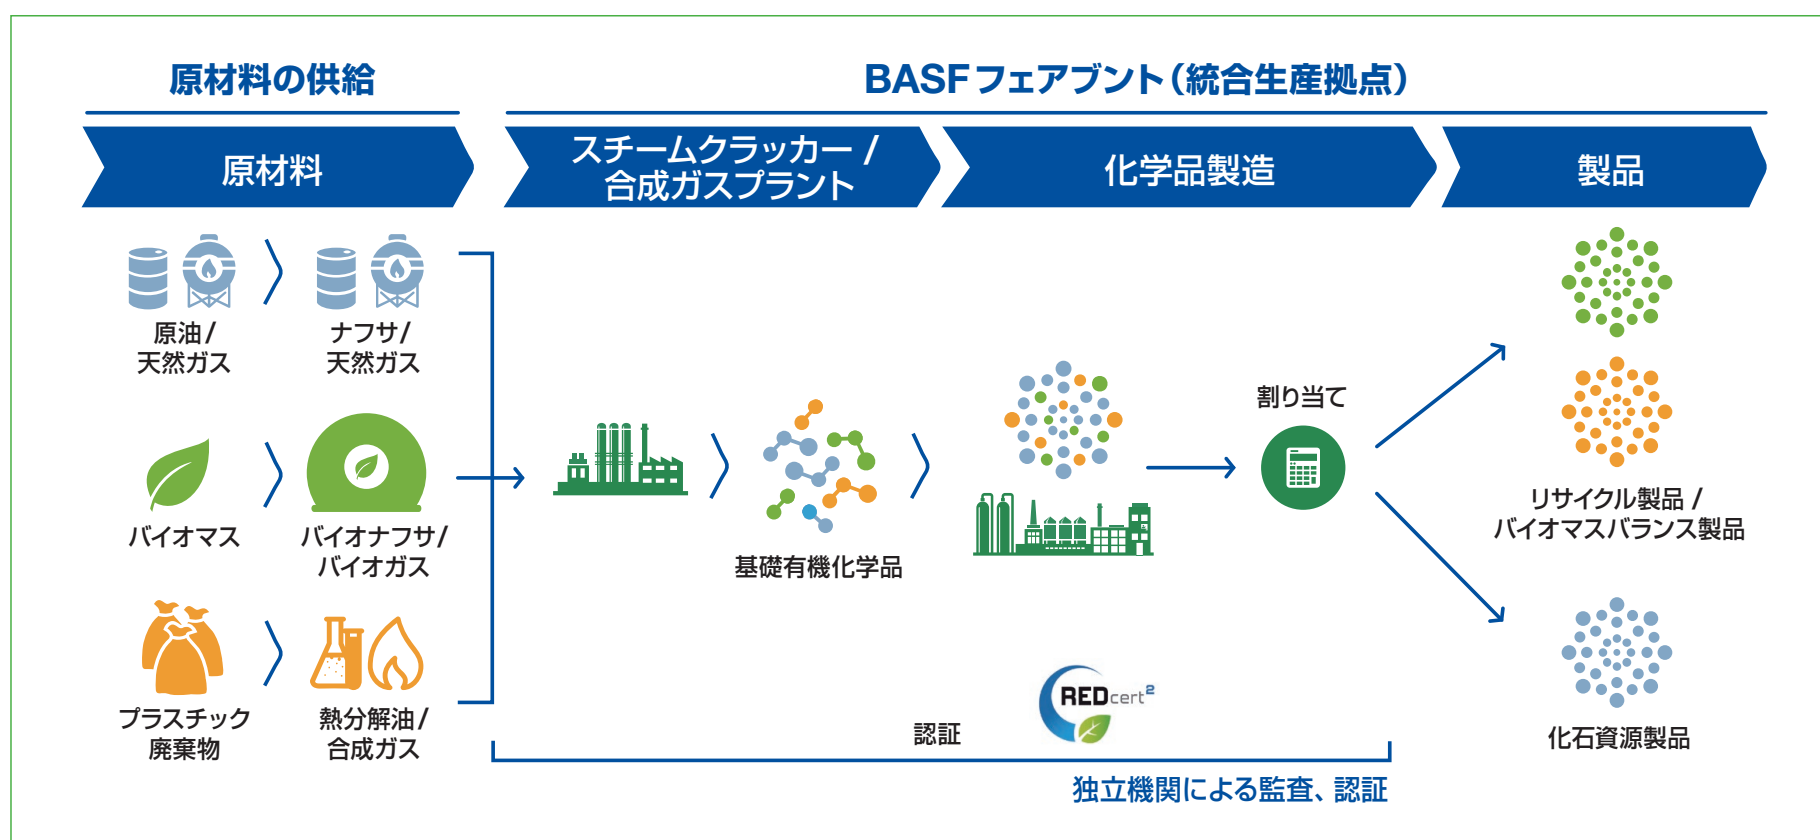 原材料の供給
BASFフェアブント（統合生産拠点）
原材料
スチームクラッカー /
合成ガスプラント
化学品製造
製品
原油/
天然ガス
ナフサ/
天然ガス
バイオマス
バイオナフサ/
バイオガス
プラスチック
廃棄物
熱分解油/
合成ガス
基礎有機化学品
割り当て
リサイクル製品 /
バイオマスバランス製品
化石資源製品
認証
REDcert²
独立機関による監査、認証